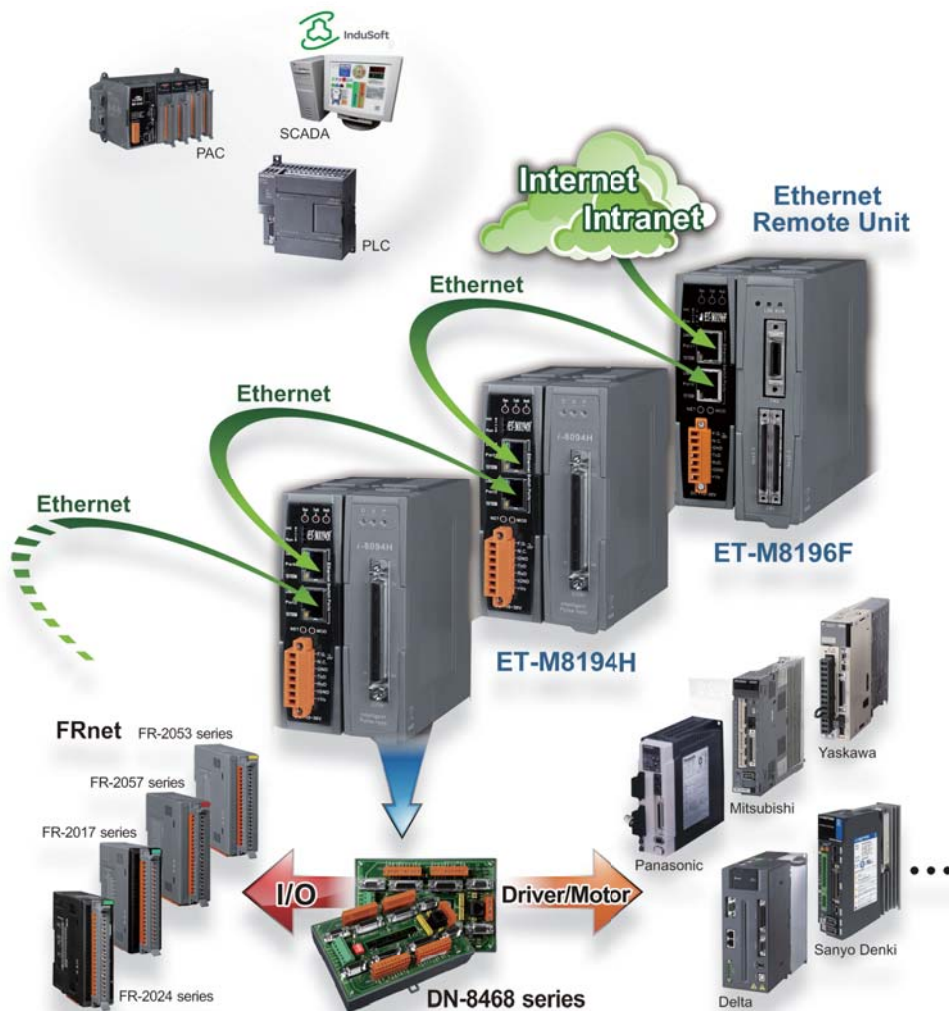 InduSoft
SCADA
PAC
PLC
Internet
Intranet
Ethernet
Remote Unit
Ethernet
Ethernet
Ethernet
ET-M8196F
i-8094H
ET-M8194H
i-8094H
FRnet
FR-2053 series
FR-2057 series
FR-2017 series
FR-2024 series
I/O
Driver/Motor
DN-8468 series
Yaskawa
Mitsubishi
Panasonic
Sanyo Denki
Delta